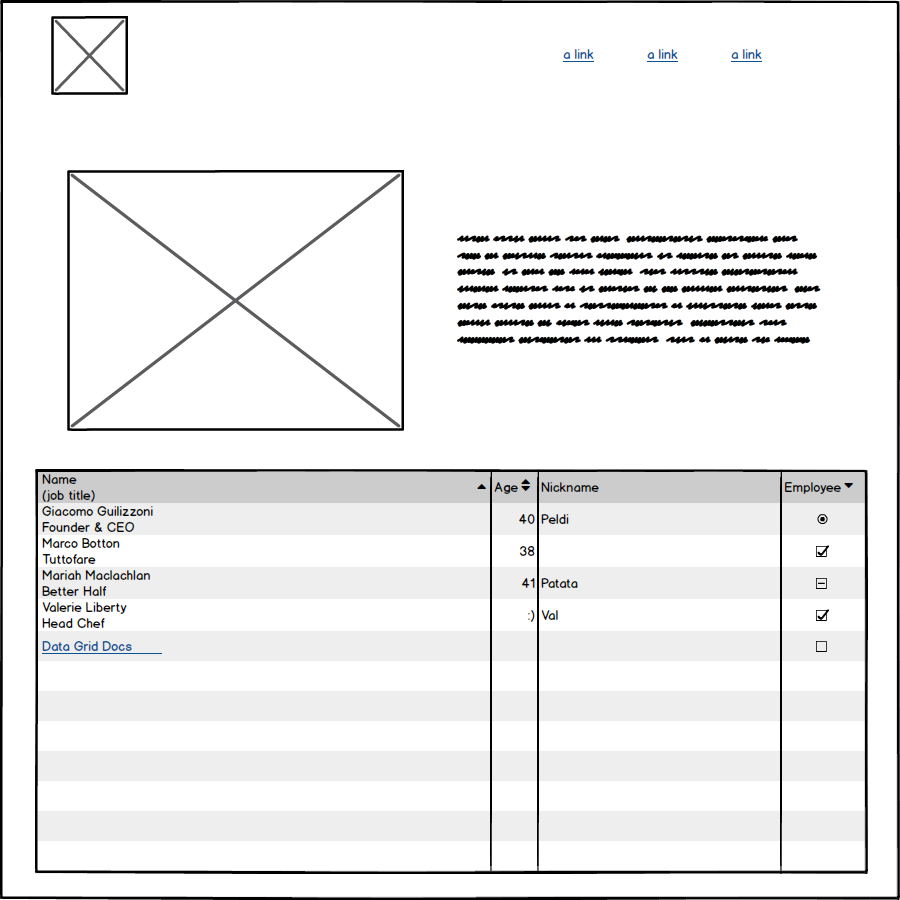 a link a link a link
Name
(job title)
Age
Nickname
Employee
Giacomo Guilizzoni
Founder & CEO
40
Peldi
Marco Botton
Tuttofare
38
Mariah Maclachlan
Better Half
41
Patata
Valerie Liberty
Head Chef
:)
Val
Data Grid Docs